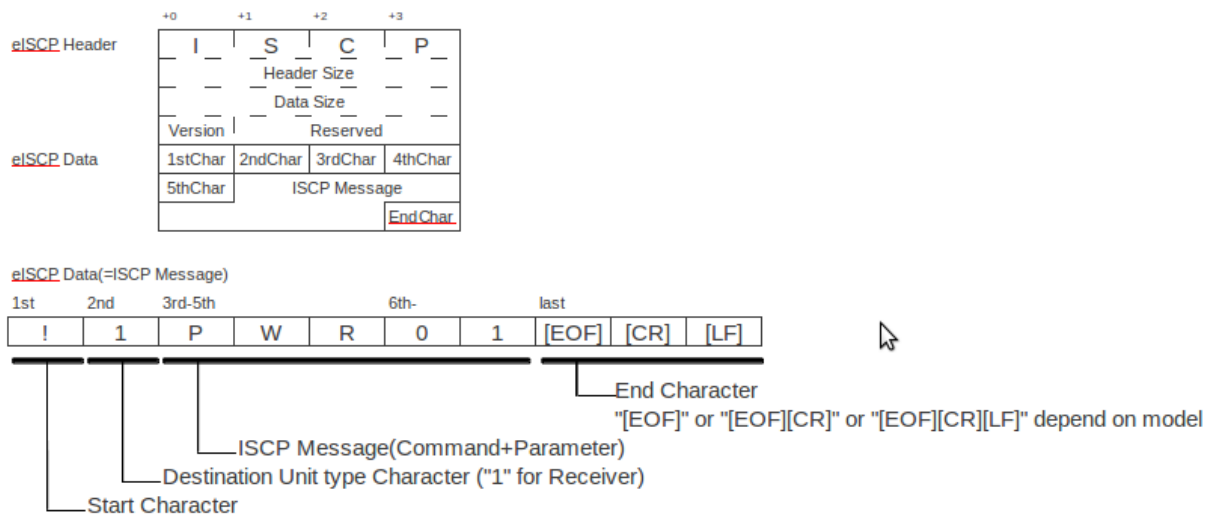 +0 +1 +2 +3
eISCP Header I S C P
Header Size
Data Size
Version Reserved
eISCP Data 1stChar 2ndChar 3rdChar 4thChar
5thChar ISCP Message
EndChar
eISCP Data(=ISCP Message)
1st 2nd 3rd-5th 6th- last
! 1 P W R 0 1 [EOF] [CR] [LF]
End Character
"[EOF]" or "[EOF][CR]" or "[EOF][CR][LF]" depend on model
ISCP Message(Command+Parameter)
Destination Unit type Character ("1" for Receiver)
Start Character